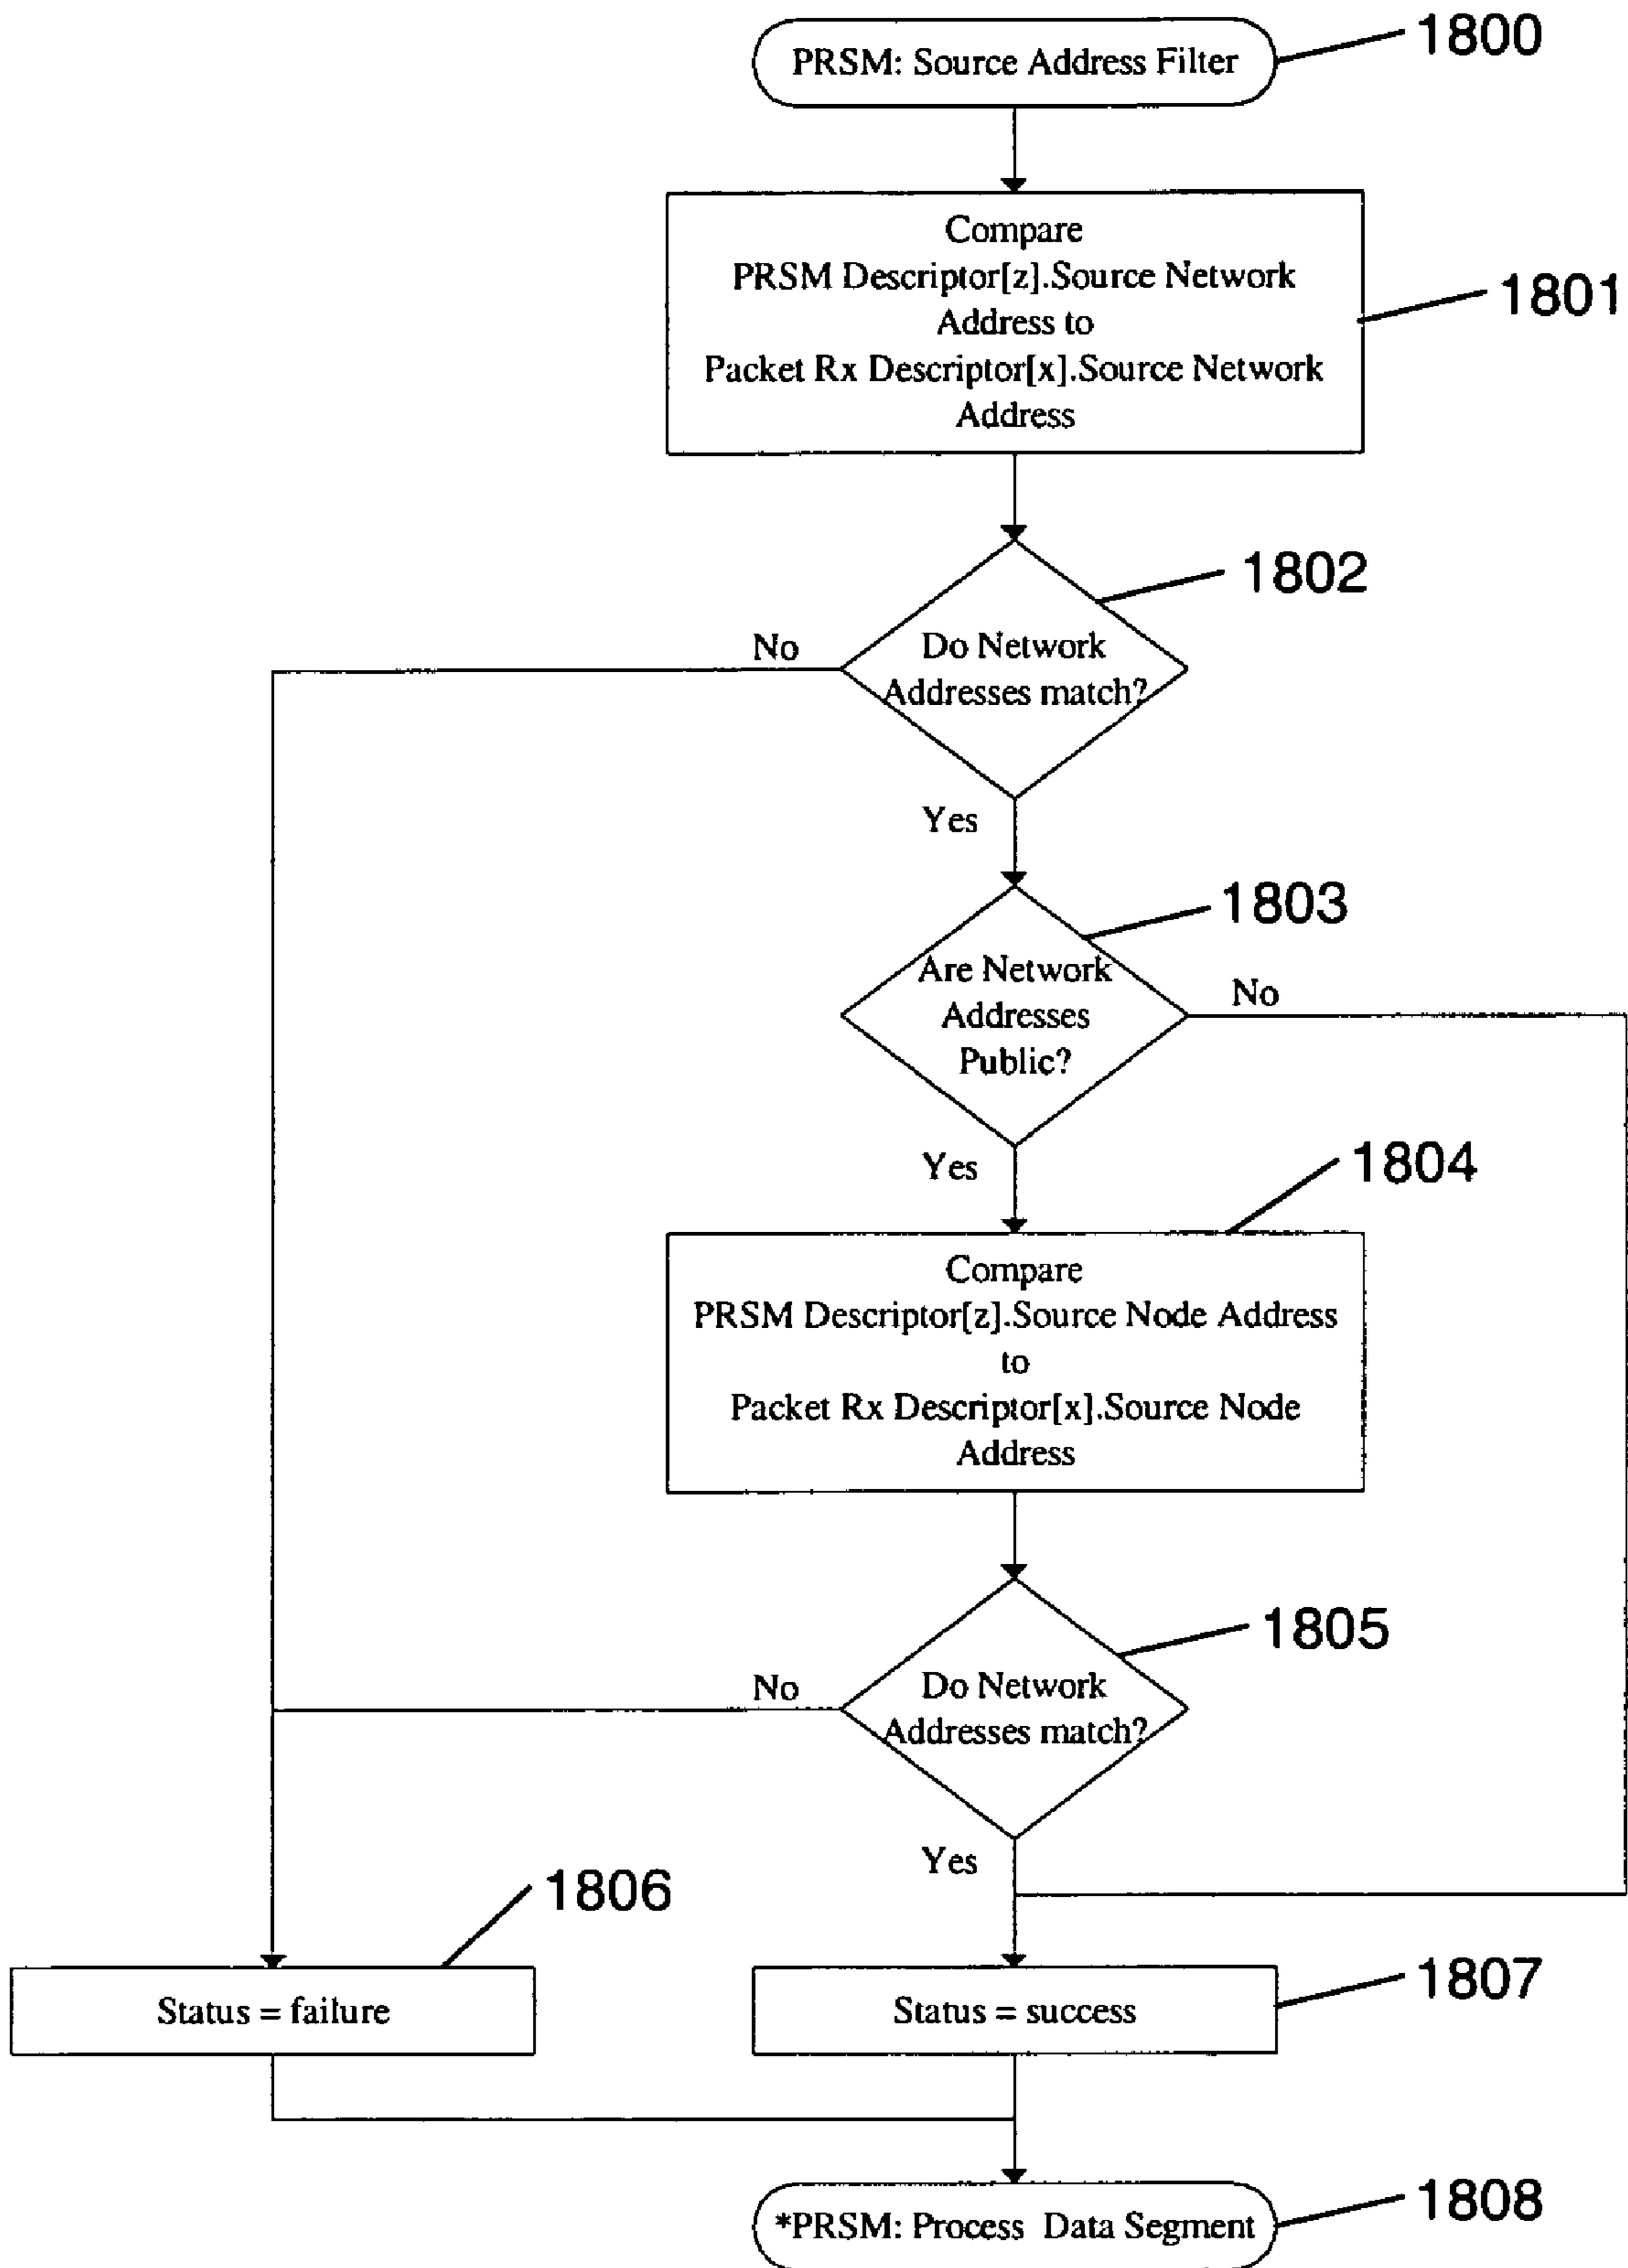 PRSM: Source Address Filter
1800
Compare
PRSM Descriptor[z].Source Network
Address to
Packet Rx Descriptor[x].Source Network
Address
1801
1802
No
Do Network
Addresses match?
Yes
1803
Are Network
Addresses
Public?
No
Yes
1804
Compare
PRSM Descriptor[z].Source Node Address
to
Packet Rx Descriptor[x].Source Node
Address
1805
No
Do Network
Addresses match?
Yes
1806
Status = failure
Status = success
1807
*PRSM: Process Data Segment
1808